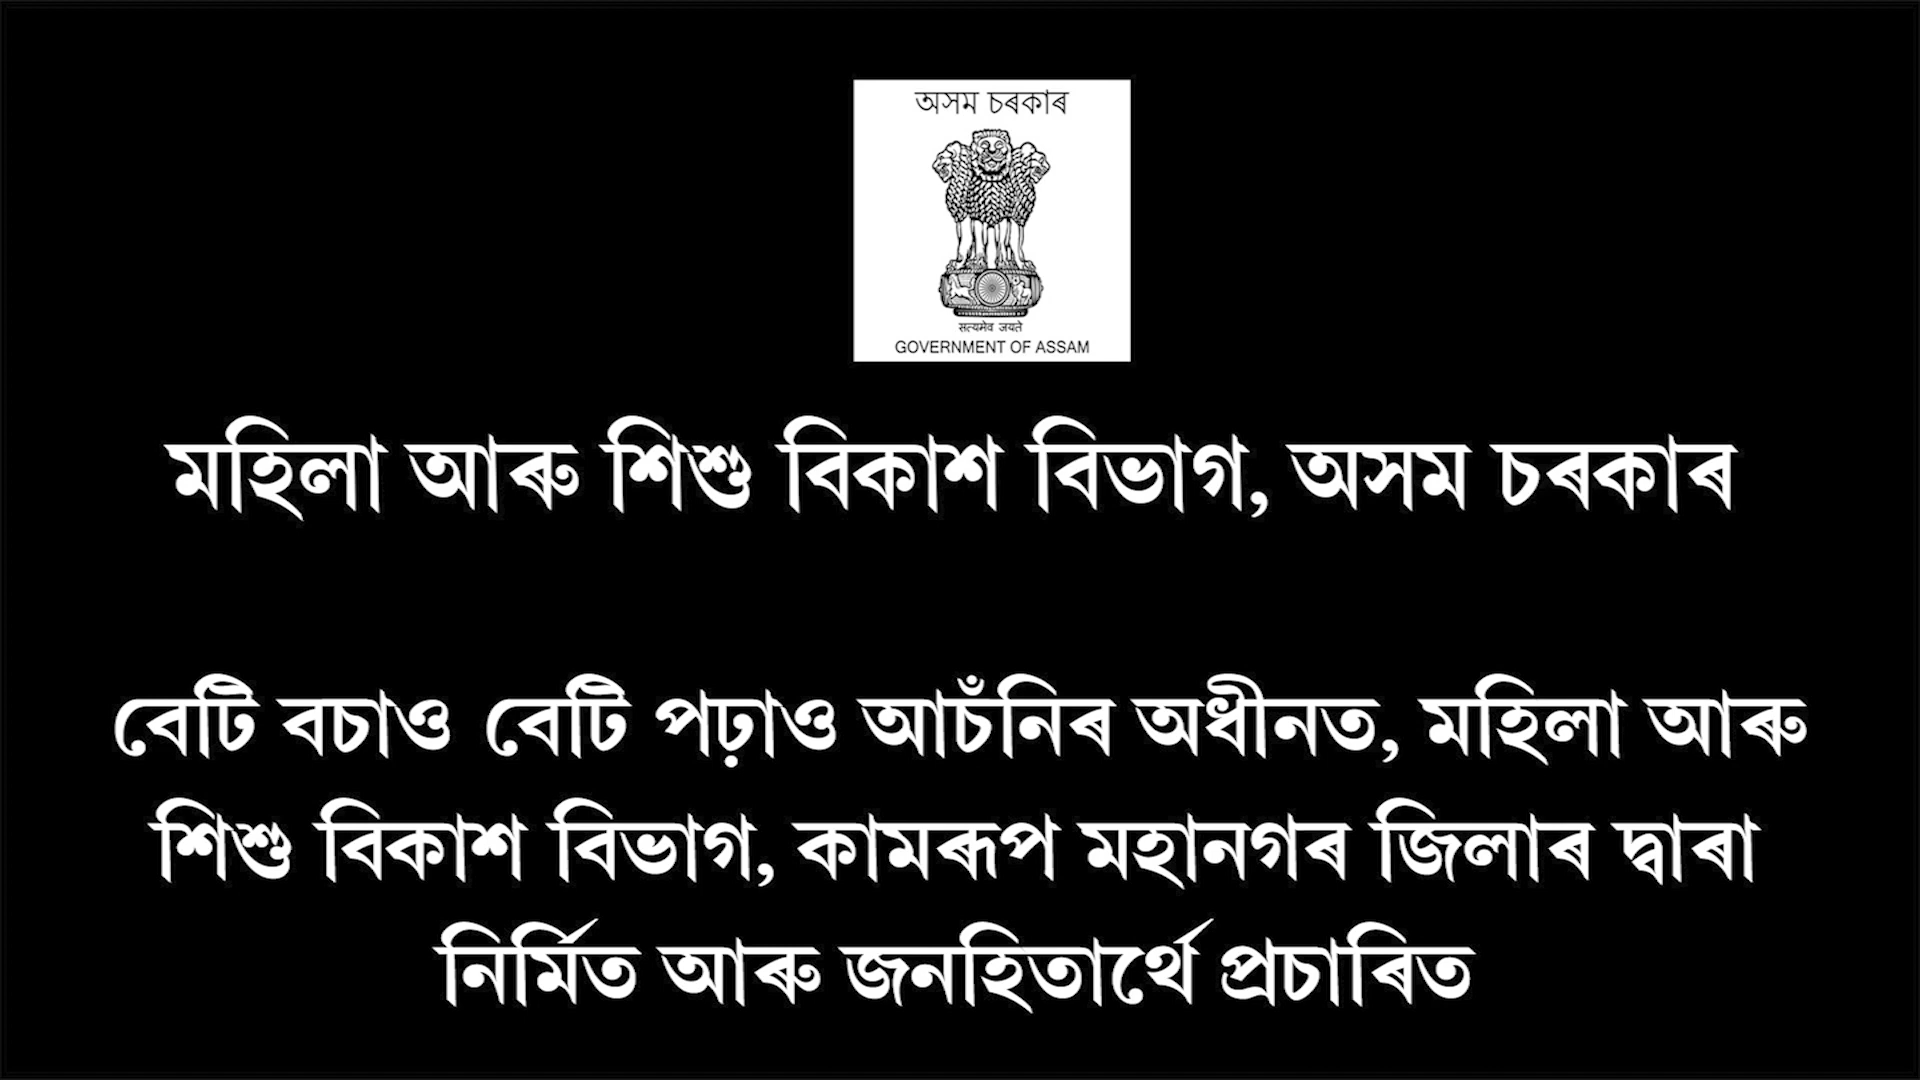 অসম চৰকাৰ
सत्यमेव जयते
GOVERNMENT OF ASSAM
মহিলা আৰু শিশু বিকাশ বিভাগ, অসম চৰকাৰ
বেটি বচাও বেটি পঢ়াও আচঁনিৰ অধীনত, মহিলা আৰু
শিশু বিকাশ বিভাগ, কামৰূপ মহানগৰ জিলাৰ দ্বাৰা
নিৰ্মিত আৰু জনহিতাৰ্থে প্ৰচাৰিত